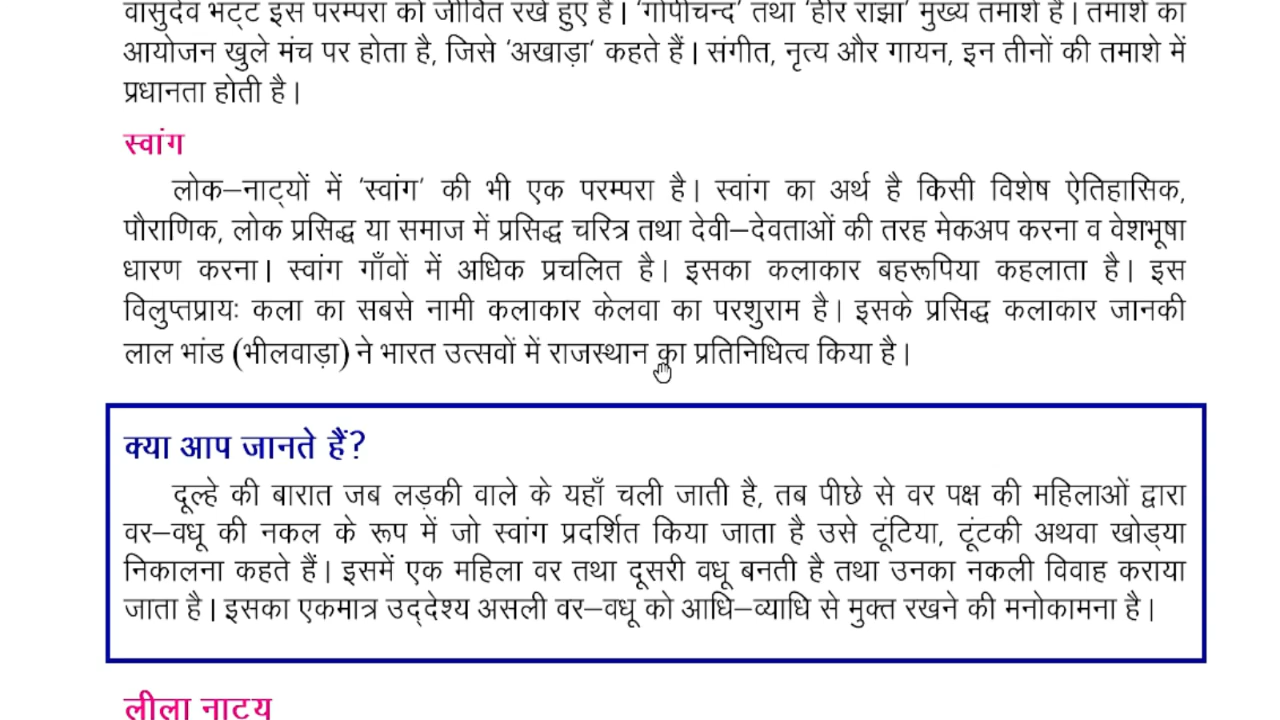 वासुदेव भट्ट इस परम्परा को जीवित रखे हुए हैं। 'गोपीचन्द' तथा 'हीर रांझा' मुख्य तमाशे हैं। तमाशे का
आयोजन खुले मंच पर होता है, जिसे 'अखाड़ा' कहते हैं। संगीत, नृत्य और गायन, इन तीनों की तमाशे में
प्रधानता होती है।
स्वांग
लोक–नाट्यों में 'स्वांग' की भी एक परम्परा है। स्वांग का अर्थ है किसी विशेष ऐतिहासिक,
पौराणिक, लोक प्रसिद्ध या समाज में प्रसिद्ध चरित्र तथा देवी–देवताओं की तरह मेकअप करना व वेशभूषा
धारण करना। स्वांग गाँवों में अधिक प्रचलित है। इसका कलाकार बहरूपिया कहलाता है। इस
विलुप्तप्रायः कला का सबसे नामी कलाकार केलवा का परशुराम है। इसके प्रसिद्ध कलाकार जानकी
लाल भांड (भीलवाड़ा) ने भारत उत्सवों में राजस्थान का प्रतिनिधित्व किया है।
क्या आप जानते हैं?
दूल्हे की बारात जब लड़की वाले के यहाँ चली जाती है, तब पीछे से वर पक्ष की महिलाओं द्वारा
वर–वधू की नकल के रूप में जो स्वांग प्रदर्शित किया जाता है उसे टूंटिया, टूंटकी अथवा खोड़्या
निकालना कहते हैं। इसमें एक महिला वर तथा दूसरी वधू बनती है तथा उनका नकली विवाह कराया
जाता है। इसका एकमात्र उद्देश्य असली वर–वधू को आधि–व्याधि से मुक्त रखने की मनोकामना है।
लीला नाट्य